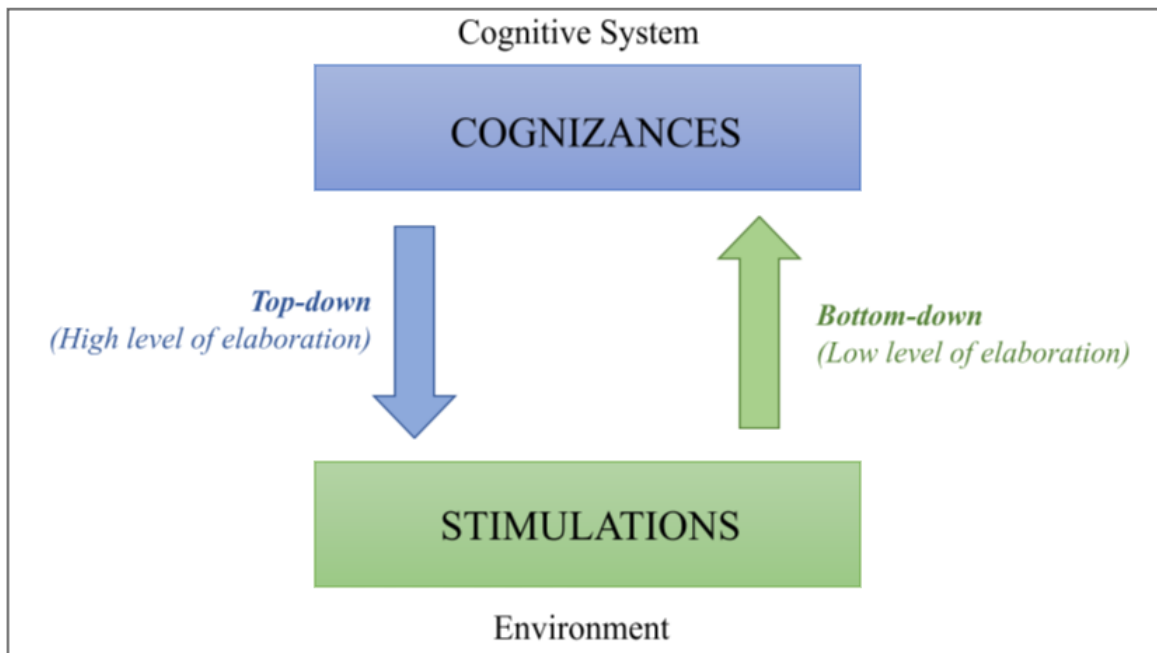 Cognitive System
COGNIZANCES
Top-down
(High level of elaboration)
Bottom-down
(Low level of elaboration)
STIMULATIONS
Environment